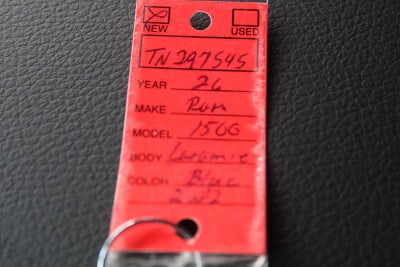 NEW USED
TN297545
YEAR 26
MAKE Ram
MODEL 1500
BODY Laramie
COLOR Blue